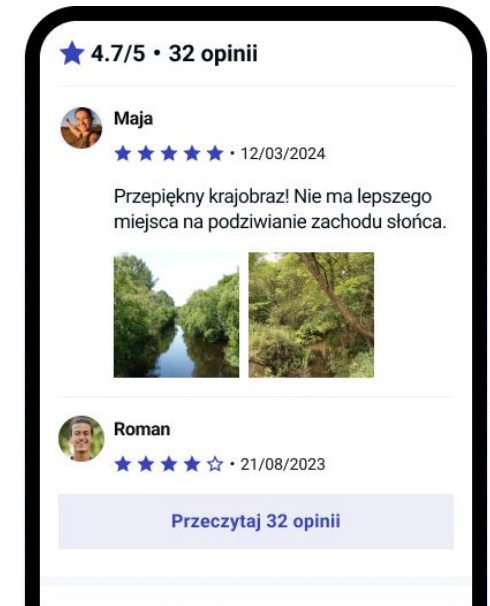 4.7/5 • 32 opinii
Maja
• 12/03/2024
Przepiękny krajobraz! Nie ma lepszego
miejsca na podziwianie zachodu słońca.
Roman
• 21/08/2023
Przeczytaj 32 opinii